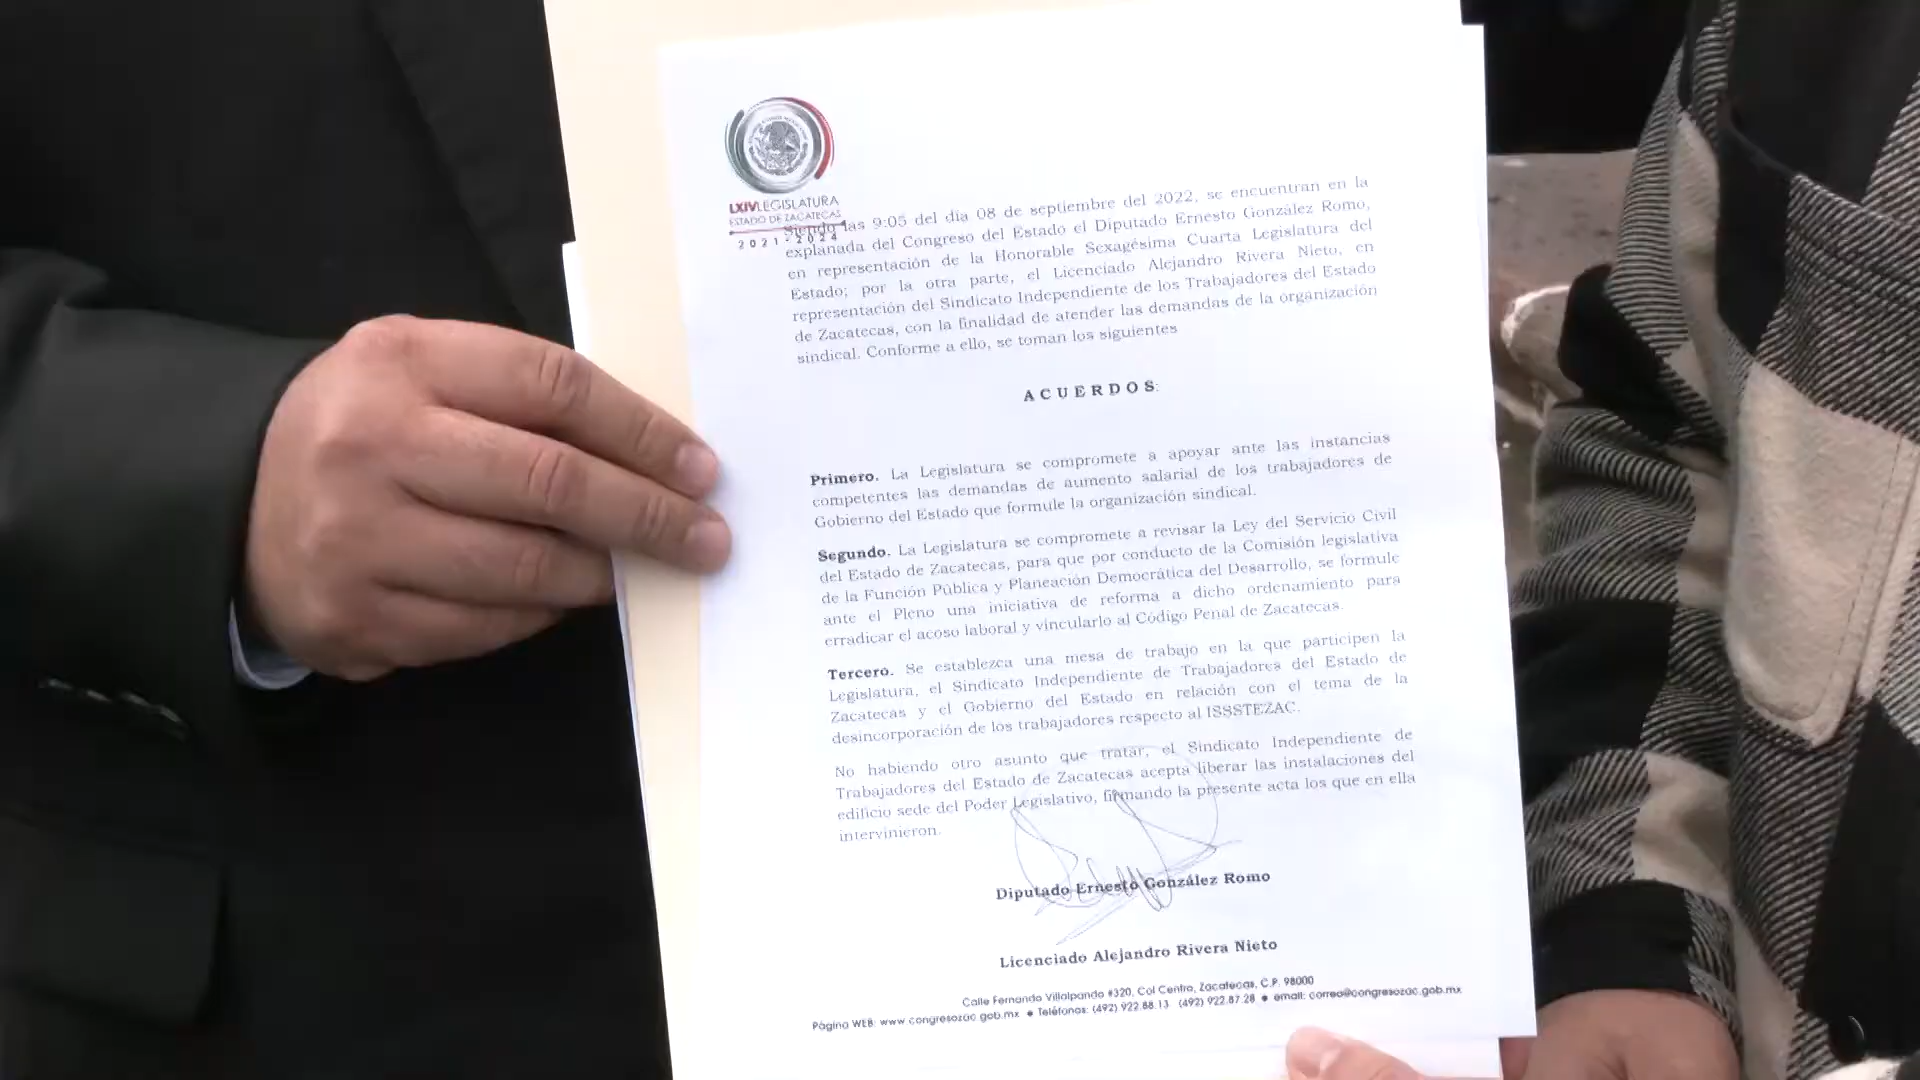 LXIV LEGISLATURA
ESTADO DE ZACATECAS
2021-2024
Siendo las 9:05 del día 08 de septiembre del 2022, se encuentran en la
explanada del Congreso del Estado el Diputado Ernesto González Romo,
en representación de la Honorable Sexagésima Cuarta Legislatura del
Estado; por la otra parte, el Licenciado Alejandro Rivera Nieto, en
representación del Sindicato Independiente de los Trabajadores del Estado
de Zacatecas, con la finalidad de atender las demandas de la organización
sindical. Conforme a ello, se toman los siguientes
ACUERDOS:
Primero. La Legislatura se compromete a apoyar ante las instancias
competentes las demandas de aumento salarial de los trabajadores de
Gobierno del Estado que formule la organización sindical.
Segundo. La Legislatura se compromete a revisar la Ley del Servicio Civil
del Estado de Zacatecas, para que por conducto de la Comisión legislativa
de la Función Pública y Planeación Democrática del Desarrollo, se formule
ante el Pleno una iniciativa de reforma a dicho ordenamiento para
erradicar el acoso laboral y vincularlo al Código Penal de Zacatecas.
Tercero. Se establezca una mesa de trabajo en la que participen la
Legislatura, el Sindicato Independiente de Trabajadores del Estado de
Zacatecas y el Gobierno del Estado en relación con el tema de la
desincorporación de los trabajadores respecto al ISSSTEZAC.
No habiendo otro asunto que tratar, el Sindicato Independiente de
Trabajadores del Estado de Zacatecas acepta liberar las instalaciones del
edificio sede del Poder Legislativo, firmando la presente acta los que en ella
intervinieron.
Diputado Ernesto González Romo
Licenciado Alejandro Rivera Nieto
Calle Fernando Villalpando #320, Col Centro, Zacatecas, C.P. 98000
Página WEB: www.congresozac.gob.mx ● Teléfonos: (492) 922.88.13 (492) 922.87.28 ● email: correo@congresozac.gob.mx